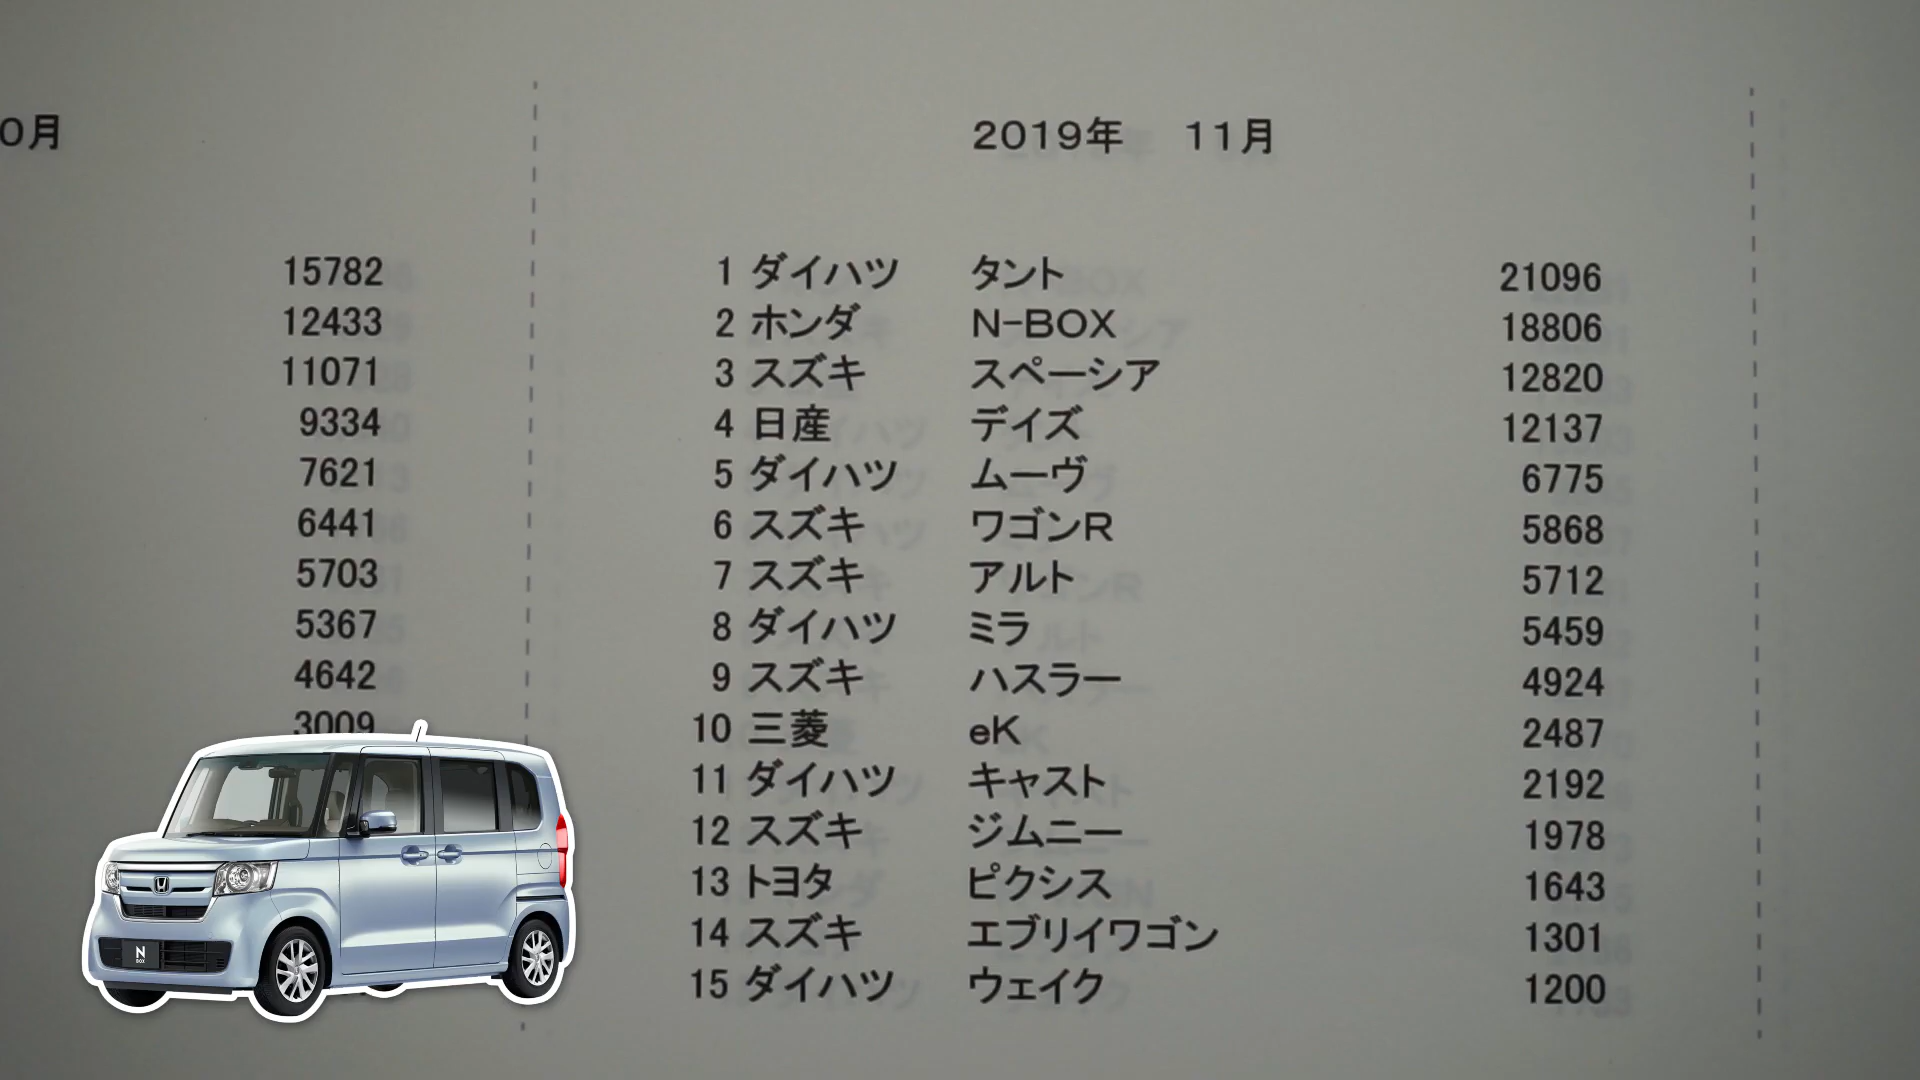 0月
15782
12433
11071
9334
7621
6441
5703
5367
4642
3009
2019年 11月
1 ダイハツ タント 21096
2 ホンダ N-BOX 18806
3 スズキ スペーシア 12820
4 日産 デイズ 12137
5 ダイハツ ムーヴ 6775
6 スズキ ワゴンR 5868
7 スズキ アルト 5712
8 ダイハツ ミラ 5459
9 スズキ ハスラー 4924
10 三菱 eK 2487
11 ダイハツ キャスト 2192
12 スズキ ジムニー 1978
13 トヨタ ピクシス 1643
14 スズキ エブリイワゴン 1301
15 ダイハツ ウェイク 1200
N BOX